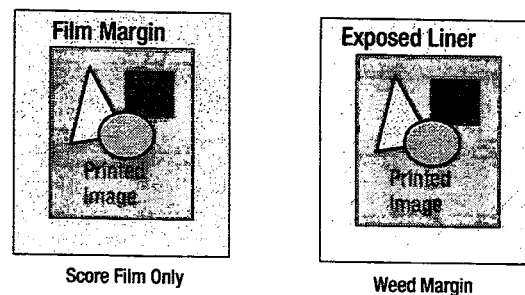 Film Margin
Printed
Image
Score Film Only
Exposed Liner
Printed
Image
Weed Margin